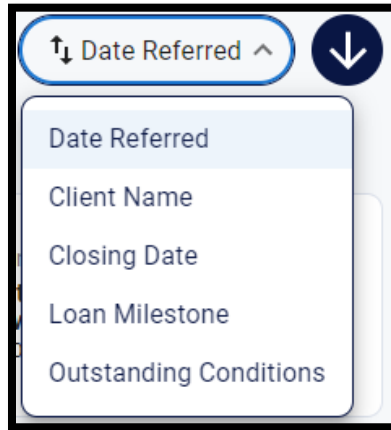 Date Referred
Date Referred
Client Name
Closing Date
Loan Milestone
Outstanding Conditions